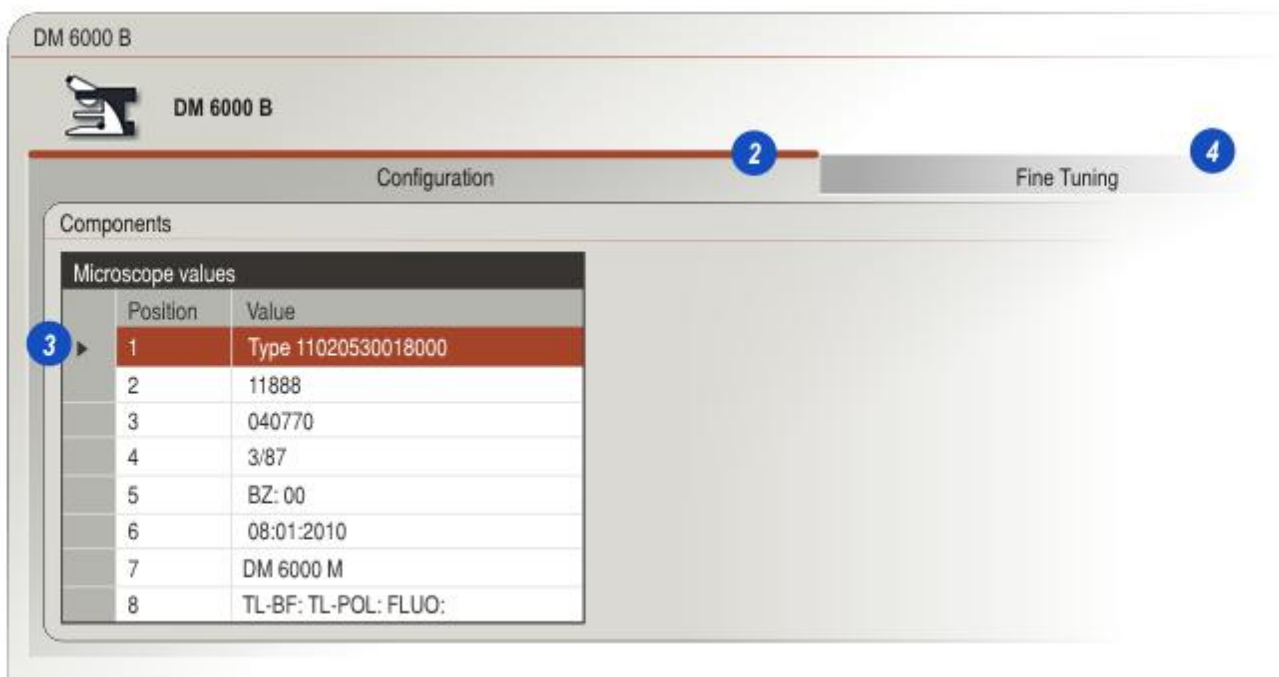 DM 6000 B
DM 6000 B
2
4
Configuration
Fine Tuning
Components
Microscope values
Position Value
3
1 Type 11020530018000
2 11888
3 040770
4 3/87
5 BZ: 00
6 08:01:2010
7 DM 6000 M
8 TL-BF: TL-POL: FLUO: